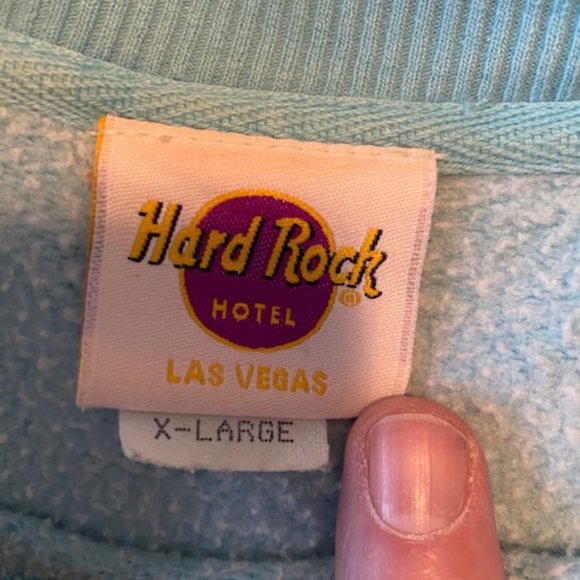 Hard Rock
HOTEL
LAS VEGAS
X-LARGE